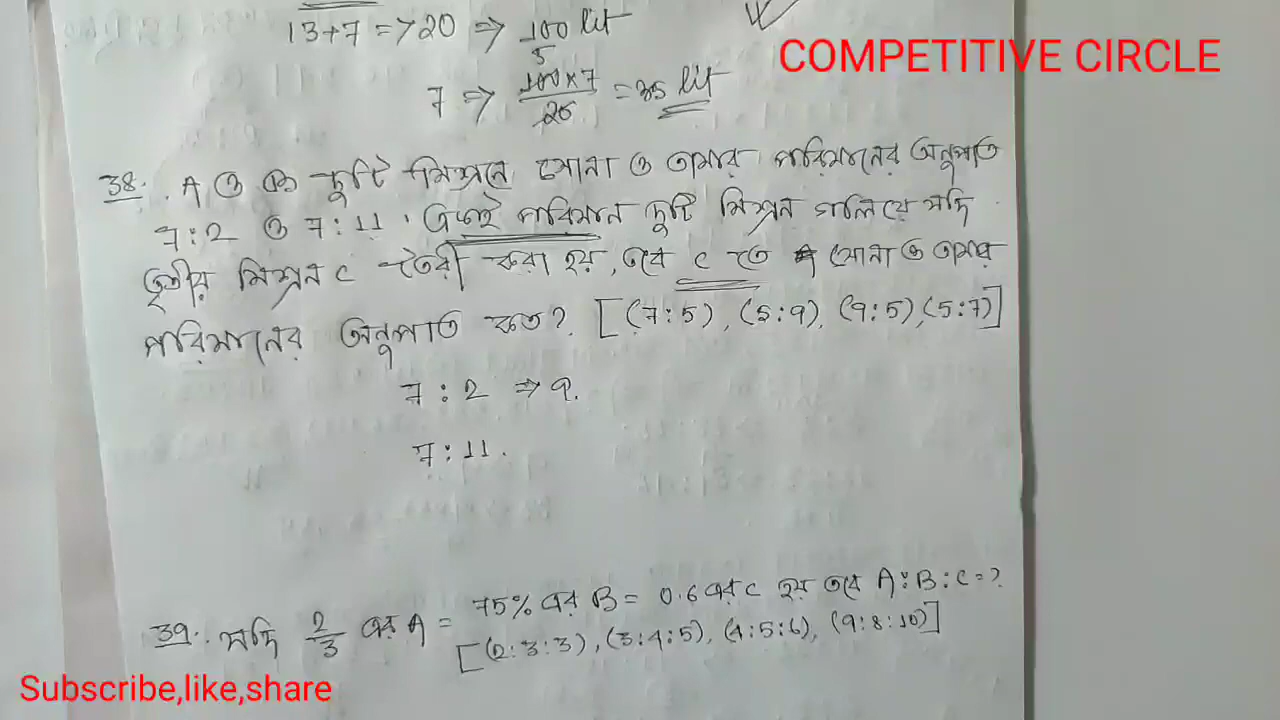 13+7 => 20 ⇒ 100 lit
COMPETITIVE CIRCLE
5
7 ⇒ 100×7/20 = 35 lit
38. A ও B দুটি মিশ্রনে সোনা ও তামার পরিমানের অনুপাত
7:2 ও 7:11. একই পরিমান দুটি মিশ্রন গলিয়ে যদি
তৃতীয় মিশ্রন C তৈরী করা হয়, তবে C তে সোনা ও তামার
পরিমানের অনুপাত কত? [(7:5), (5:9), (9:5), (5:7)]
7:2 ⇒ 9.
7:11.
39. যদি 2/3 এর A = 75% এর B = 0.6 এর C হয় তবে A:B:C=?
[(2:3:3), (3:4:5), (4:5:6), (9:8:10)]
Subscribe,like,share